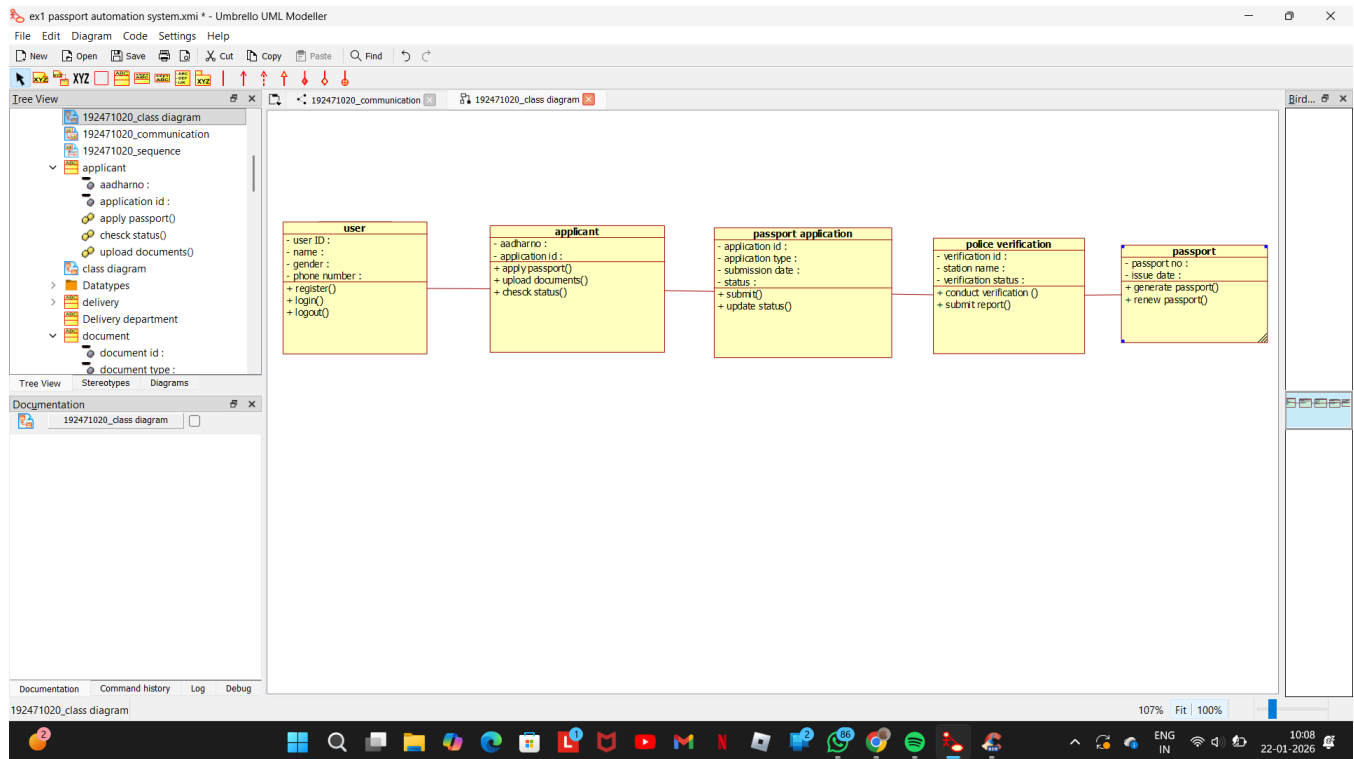 ex1 passport automation system.xmi * - Umbrello UML Modeller
File Edit Diagram Code Settings Help
New Open Save Cut Copy Paste Find
XYZ
Tree View
192471020_class diagram
192471020_communication
192471020_sequence
applicant
aadharno :
application id :
apply passport()
chesck status()
upload documents()
class diagram
Datatypes
delivery
Delivery department
document
document id :
document type :
Tree View Stereotypes Diagrams
Documentation
192471020_class diagram
Documentation Command history Log Debug
192471020_communication 192471020_class diagram
user
- user ID :
- name :
- gender :
- phone number :
+ register()
+ login()
+ logout()
applicant
- aadharno :
- application id :
+ apply passport()
+ upload documents()
+ chesck status()
passport application
- application id :
- application type :
- submission date :
- status :
+ submit()
+ update status()
police verification
- verification id :
- station name :
- verification status :
+ conduct verification ()
+ submit report()
passport
- passport no :
- issue date :
+ generate passport()
+ renew passport()
Bird...
192471020_class diagram
107% Fit 100%
2
1
2
86
ENG
IN
10:08
22-01-2026